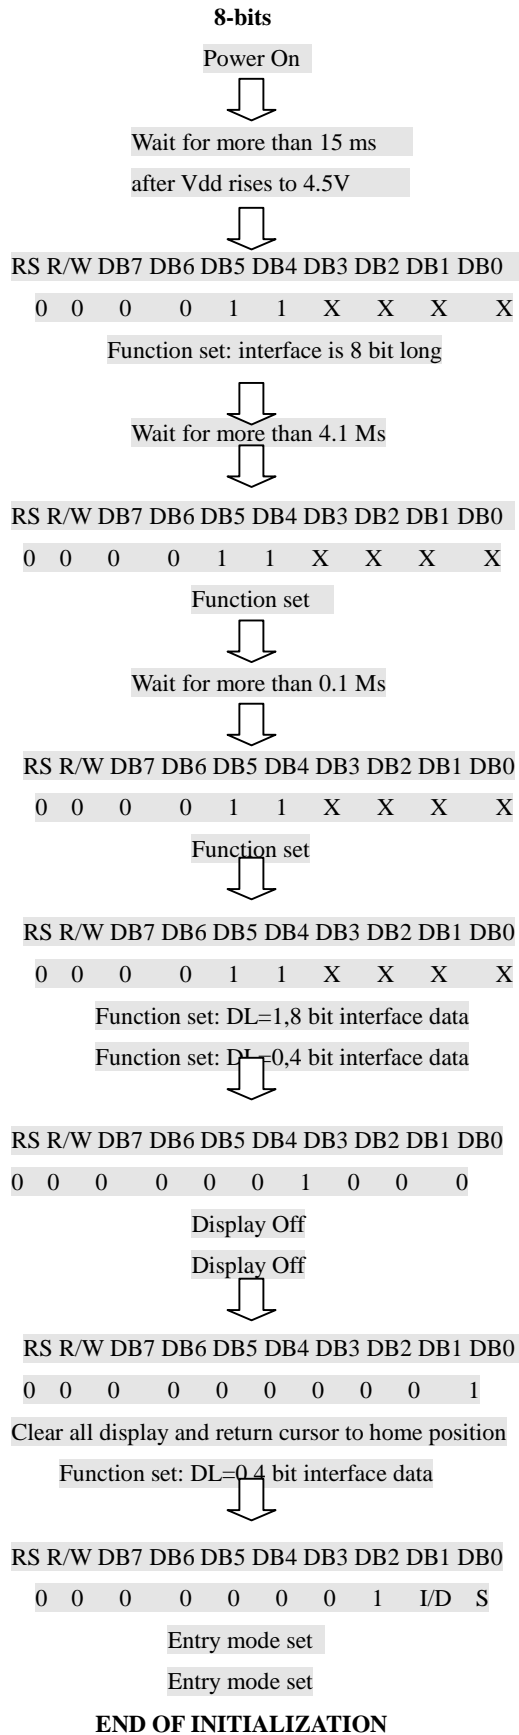 8-bits
Power On
Wait for more than 15 ms
after Vdd rises to 4.5V
RS R/W DB7 DB6 DB5 DB4 DB3 DB2 DB1 DB0
0 0 0 0 1 1 X X X X
Function set: interface is 8 bit long
Wait for more than 4.1 Ms
RS R/W DB7 DB6 DB5 DB4 DB3 DB2 DB1 DB0
0 0 0 0 1 1 X X X X
Function set
Wait for more than 0.1 Ms
RS R/W DB7 DB6 DB5 DB4 DB3 DB2 DB1 DB0
0 0 0 0 1 1 X X X X
Function set
RS R/W DB7 DB6 DB5 DB4 DB3 DB2 DB1 DB0
0 0 0 0 1 1 X X X X
Function set: DL=1,8 bit interface data
Function set: DL=0,4 bit interface data
RS R/W DB7 DB6 DB5 DB4 DB3 DB2 DB1 DB0
0 0 0 0 0 0 1 0 0 0
Display Off
Display Off
RS R/W DB7 DB6 DB5 DB4 DB3 DB2 DB1 DB0
0 0 0 0 0 0 0 0 0 1
Clear all display and return cursor to home position
Function set: DL=0,4 bit interface data
RS R/W DB7 DB6 DB5 DB4 DB3 DB2 DB1 DB0
0 0 0 0 0 0 0 1 I/D S
Entry mode set
Entry mode set
END OF INITIALIZATION